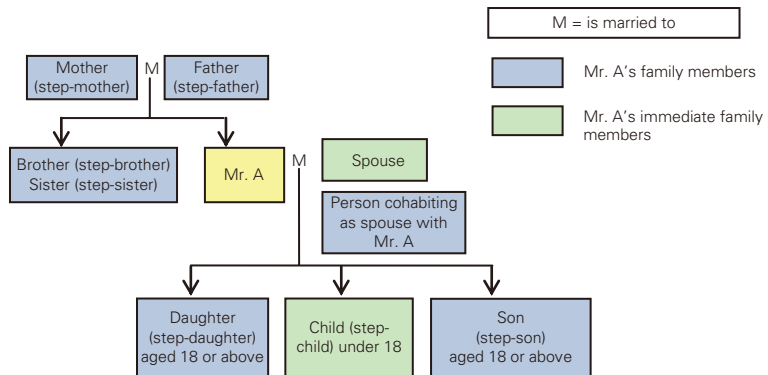 M = is married to
Mother
(step-mother)
M
Father
(step-father)
Mr. A's family members
Mr. A's immediate family
members
Brother (step-brother)
Sister (step-sister)
Mr. A
M
Spouse
Person cohabiting
as spouse with
Mr. A
Daughter
(step-daughter)
aged 18 or above
Child (step-
child) under 18
Son
(step-son)
aged 18 or above